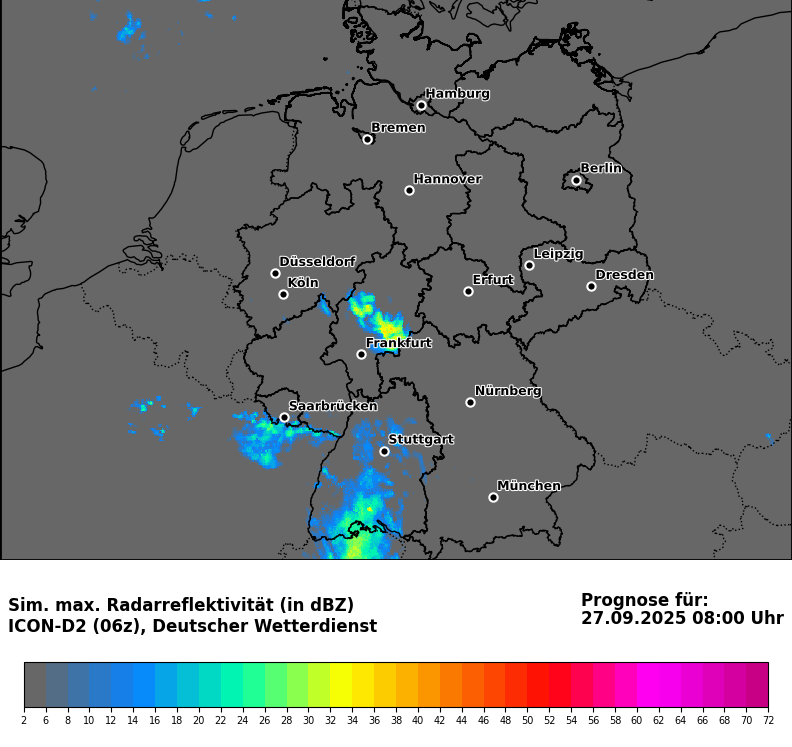 Hamburg
Bremen
Berlin
Hannover
Leipzig
Düsseldorf
Dresden
Köln
Erfurt
Frankfurt
Nürnberg
Saarbrücken
Stuttgart
München
Sim. max. Radarreflektivität (in dBZ)
ICON-D2 (06z), Deutscher Wetterdienst
Prognose für:
27.09.2025 08:00 Uhr
2 6 8 10 12 14 16 18 20 22 24 26 28 30 32 34 36 38 40 42 44 46 48 50 52 54 56 58 60 62 64 66 68 70 72